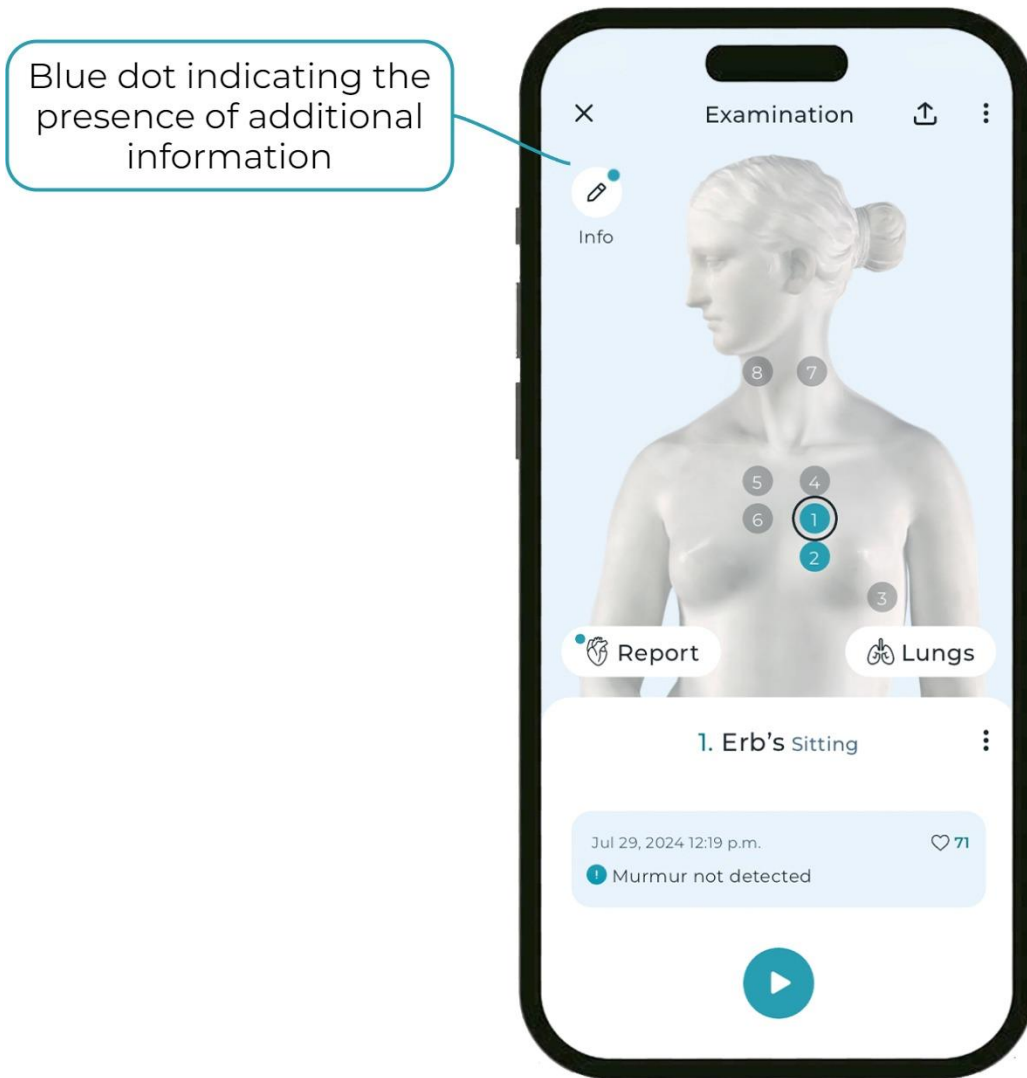 Blue dot indicating the
presence of additional
information
Examination
Info
8 7
5 4
6 1
2
3
Report
Lungs
1. Erb’s Sitting
Jul 29, 2024 12:19 p.m.
71
! Murmur not detected